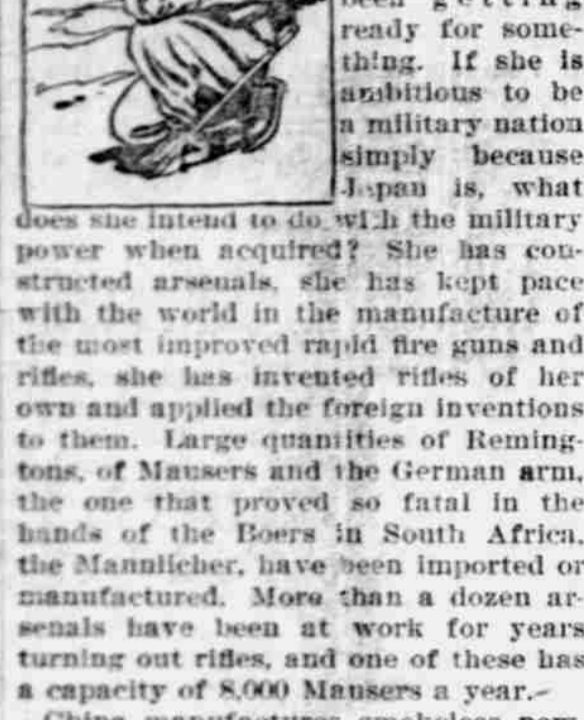 been getting
ready for some-
thing. If she is
ambitious to be
a military nation
simply because
Japan is, what
does she intend to do with the military
power when acquired? She has con-
structed arsenals, she has kept pace
with the world in the manufacture of
the most improved rapid fire guns and
rifles, she has invented rifles of her
own and applied the foreign inventions
to them. Large quantities of Reming-
tons, of Mausers and the German arm,
the one that proved so fatal in the
hands of the Boers in South Africa,
the Mannlicher, have been imported or
manufactured. More than a dozen ar-
senals have been at work for years
turning out rifles, and one of these has
a capacity of 8,000 Mausers a year.-
China manufactures smokeless pow-